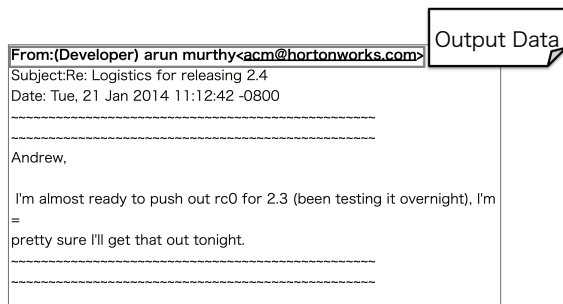 Output Data
From:(Developer) arun murthy<acm@hortonworks.com>
Subject:Re: Logistics for releasing 2.4
Date: Tue, 21 Jan 2014 11:12:42 -0800
~~~~~~~~~~~~~~~~~~~~~~~~~~~~~~~~~~~~~~~~~~~~~~~~~
~~~~~~~~~~~~~~~~~~~~~~~~~~~~~~~~~~~~~~~~~~~~~~~~~
Andrew,
I'm almost ready to push out rc0 for 2.3 (been testing it overnight), I'm
=
pretty sure I'll get that out tonight.
~~~~~~~~~~~~~~~~~~~~~~~~~~~~~~~~~~~~~~~~~~~~~~~~~
~~~~~~~~~~~~~~~~~~~~~~~~~~~~~~~~~~~~~~~~~~~~~~~~~